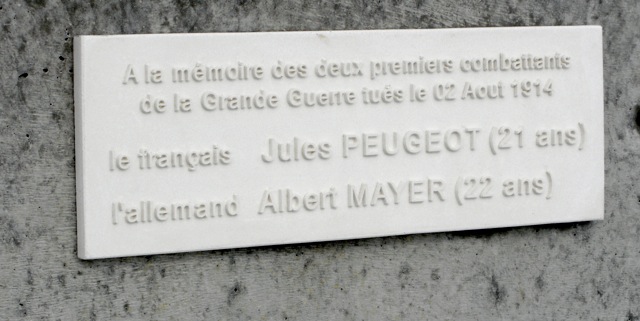 A la mémoire des deux premiers combattants
de la Grande Guerre tués le 02 Aout 1914
le français Jules PEUGEOT (21 ans)
l'allemand Albert MAYER (22 ans)